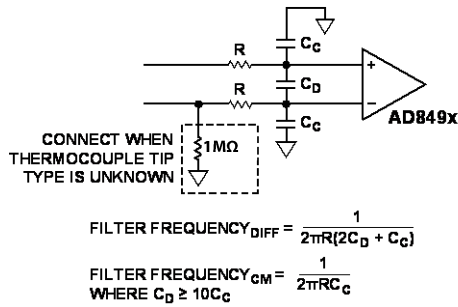 C_C
R
+
C_D
R
−
AD849x
C_C
CONNECT WHEN
THERMOCOUPLE TIP
TYPE IS UNKNOWN
1MΩ
FILTER FREQUENCY_DIFF = 1 / 2πR(2C_D + C_C)
FILTER FREQUENCY_CM = 1 / 2πRC_C
WHERE C_D ≥ 10C_C